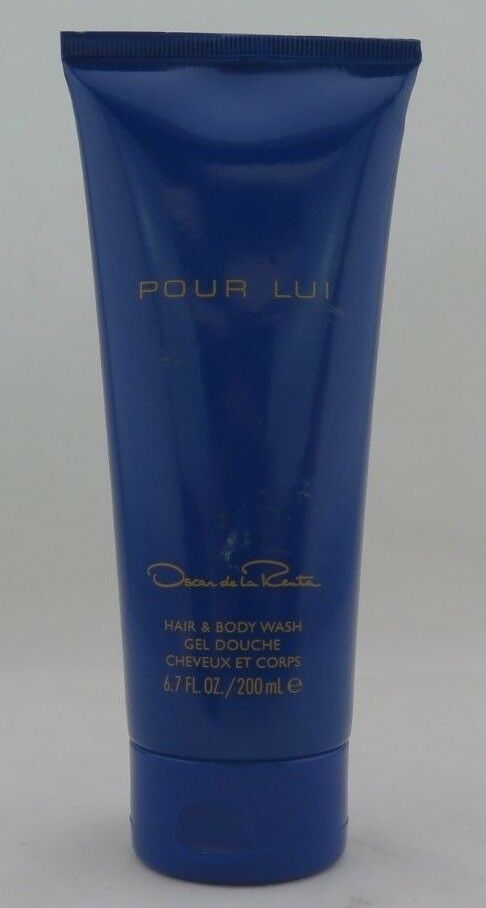 POUR LUI
Oscar de la Renta
HAIR & BODY WASH
GEL DOUCHE
CHEVEUX ET CORPS
6.7 FL. OZ./200 mL ℮